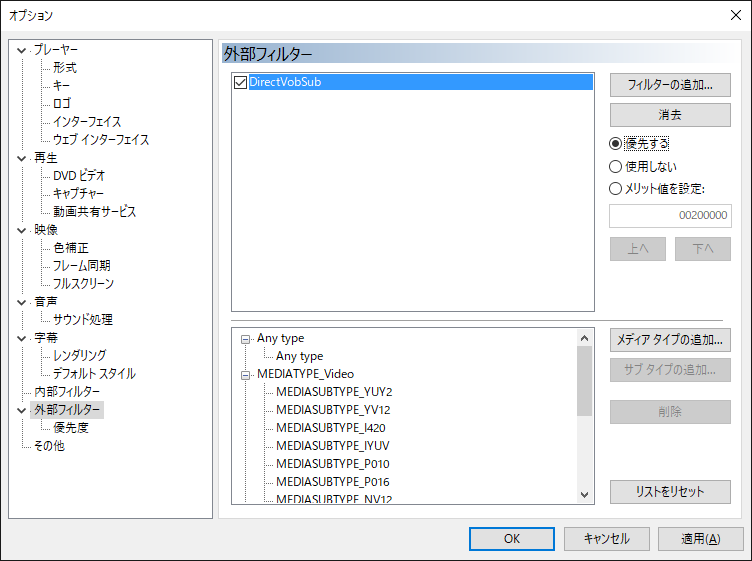 オプション
プレーヤー
形式
キー
ロゴ
インターフェイス
ウェブ インターフェイス
再生
DVD ビデオ
キャプチャー
動画共有サービス
映像
色補正
フレーム同期
フルスクリーン
音声
サウンド処理
字幕
レンダリング
デフォルト スタイル
内部フィルター
外部フィルター
優先度
その他
外部フィルター
DirectVobSub
フィルターの追加...
消去
優先する
使用しない
メリット値を設定:
00200000
上へ
下へ
Any type
Any type
MEDIATYPE_Video
MEDIASUBTYPE_YUY2
MEDIASUBTYPE_YV12
MEDIASUBTYPE_I420
MEDIASUBTYPE_IYUV
MEDIASUBTYPE_P010
MEDIASUBTYPE_P016
MEDIASUBTYPE_NV12
メディア タイプの追加...
サブ タイプの追加...
削除
リストをリセット
OK
キャンセル
適用(A)